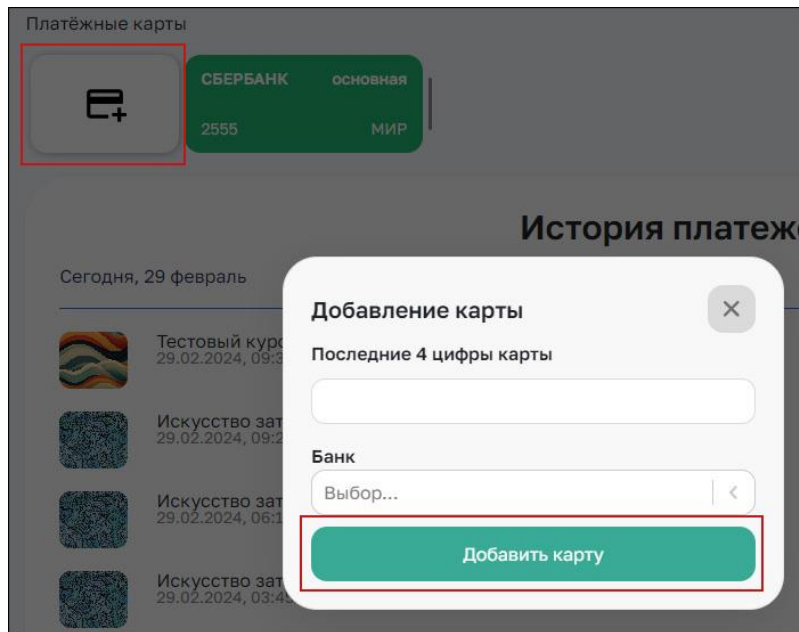 Платёжные карты
СБЕРБАНК основная
2555 МИР
История платеж
Сегодня, 29 февраль
Добавление карты
Последние 4 цифры карты
Банк
Выбор...
Добавить карту
Тестовый курс
29.02.2024, 09:3
Искусство зат
29.02.2024, 09:2
Искусство зат
29.02.2024, 06:1
Искусство зат
29.02.2024, 03:45